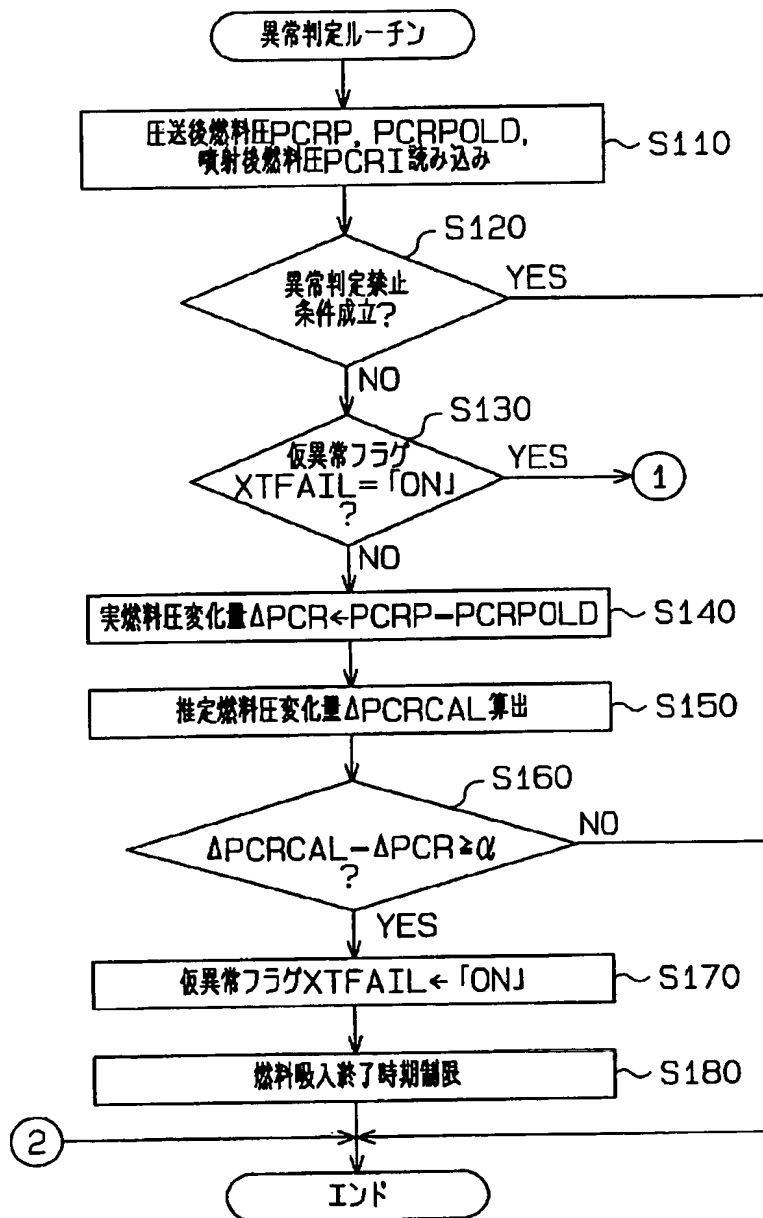 異常判定ルーチン
圧送後燃料圧PCRP, PCRPOLD,
噴射後燃料圧PCRI読み込み
S110
S120
異常判定禁止
条件成立?
YES
NO
S130
仮異常フラグ
XTFAIL=「ON」
?
YES
1
NO
実燃料圧変化量ΔPCR←PCRP-PCRPOLD
S140
推定燃料圧変化量ΔPCRCAL算出
S150
S160
ΔPCRCAL-ΔPCR≧α
?
NO
YES
仮異常フラグXTFAIL←「ON」
S170
燃料吸入終了時期制限
S180
2
エンド